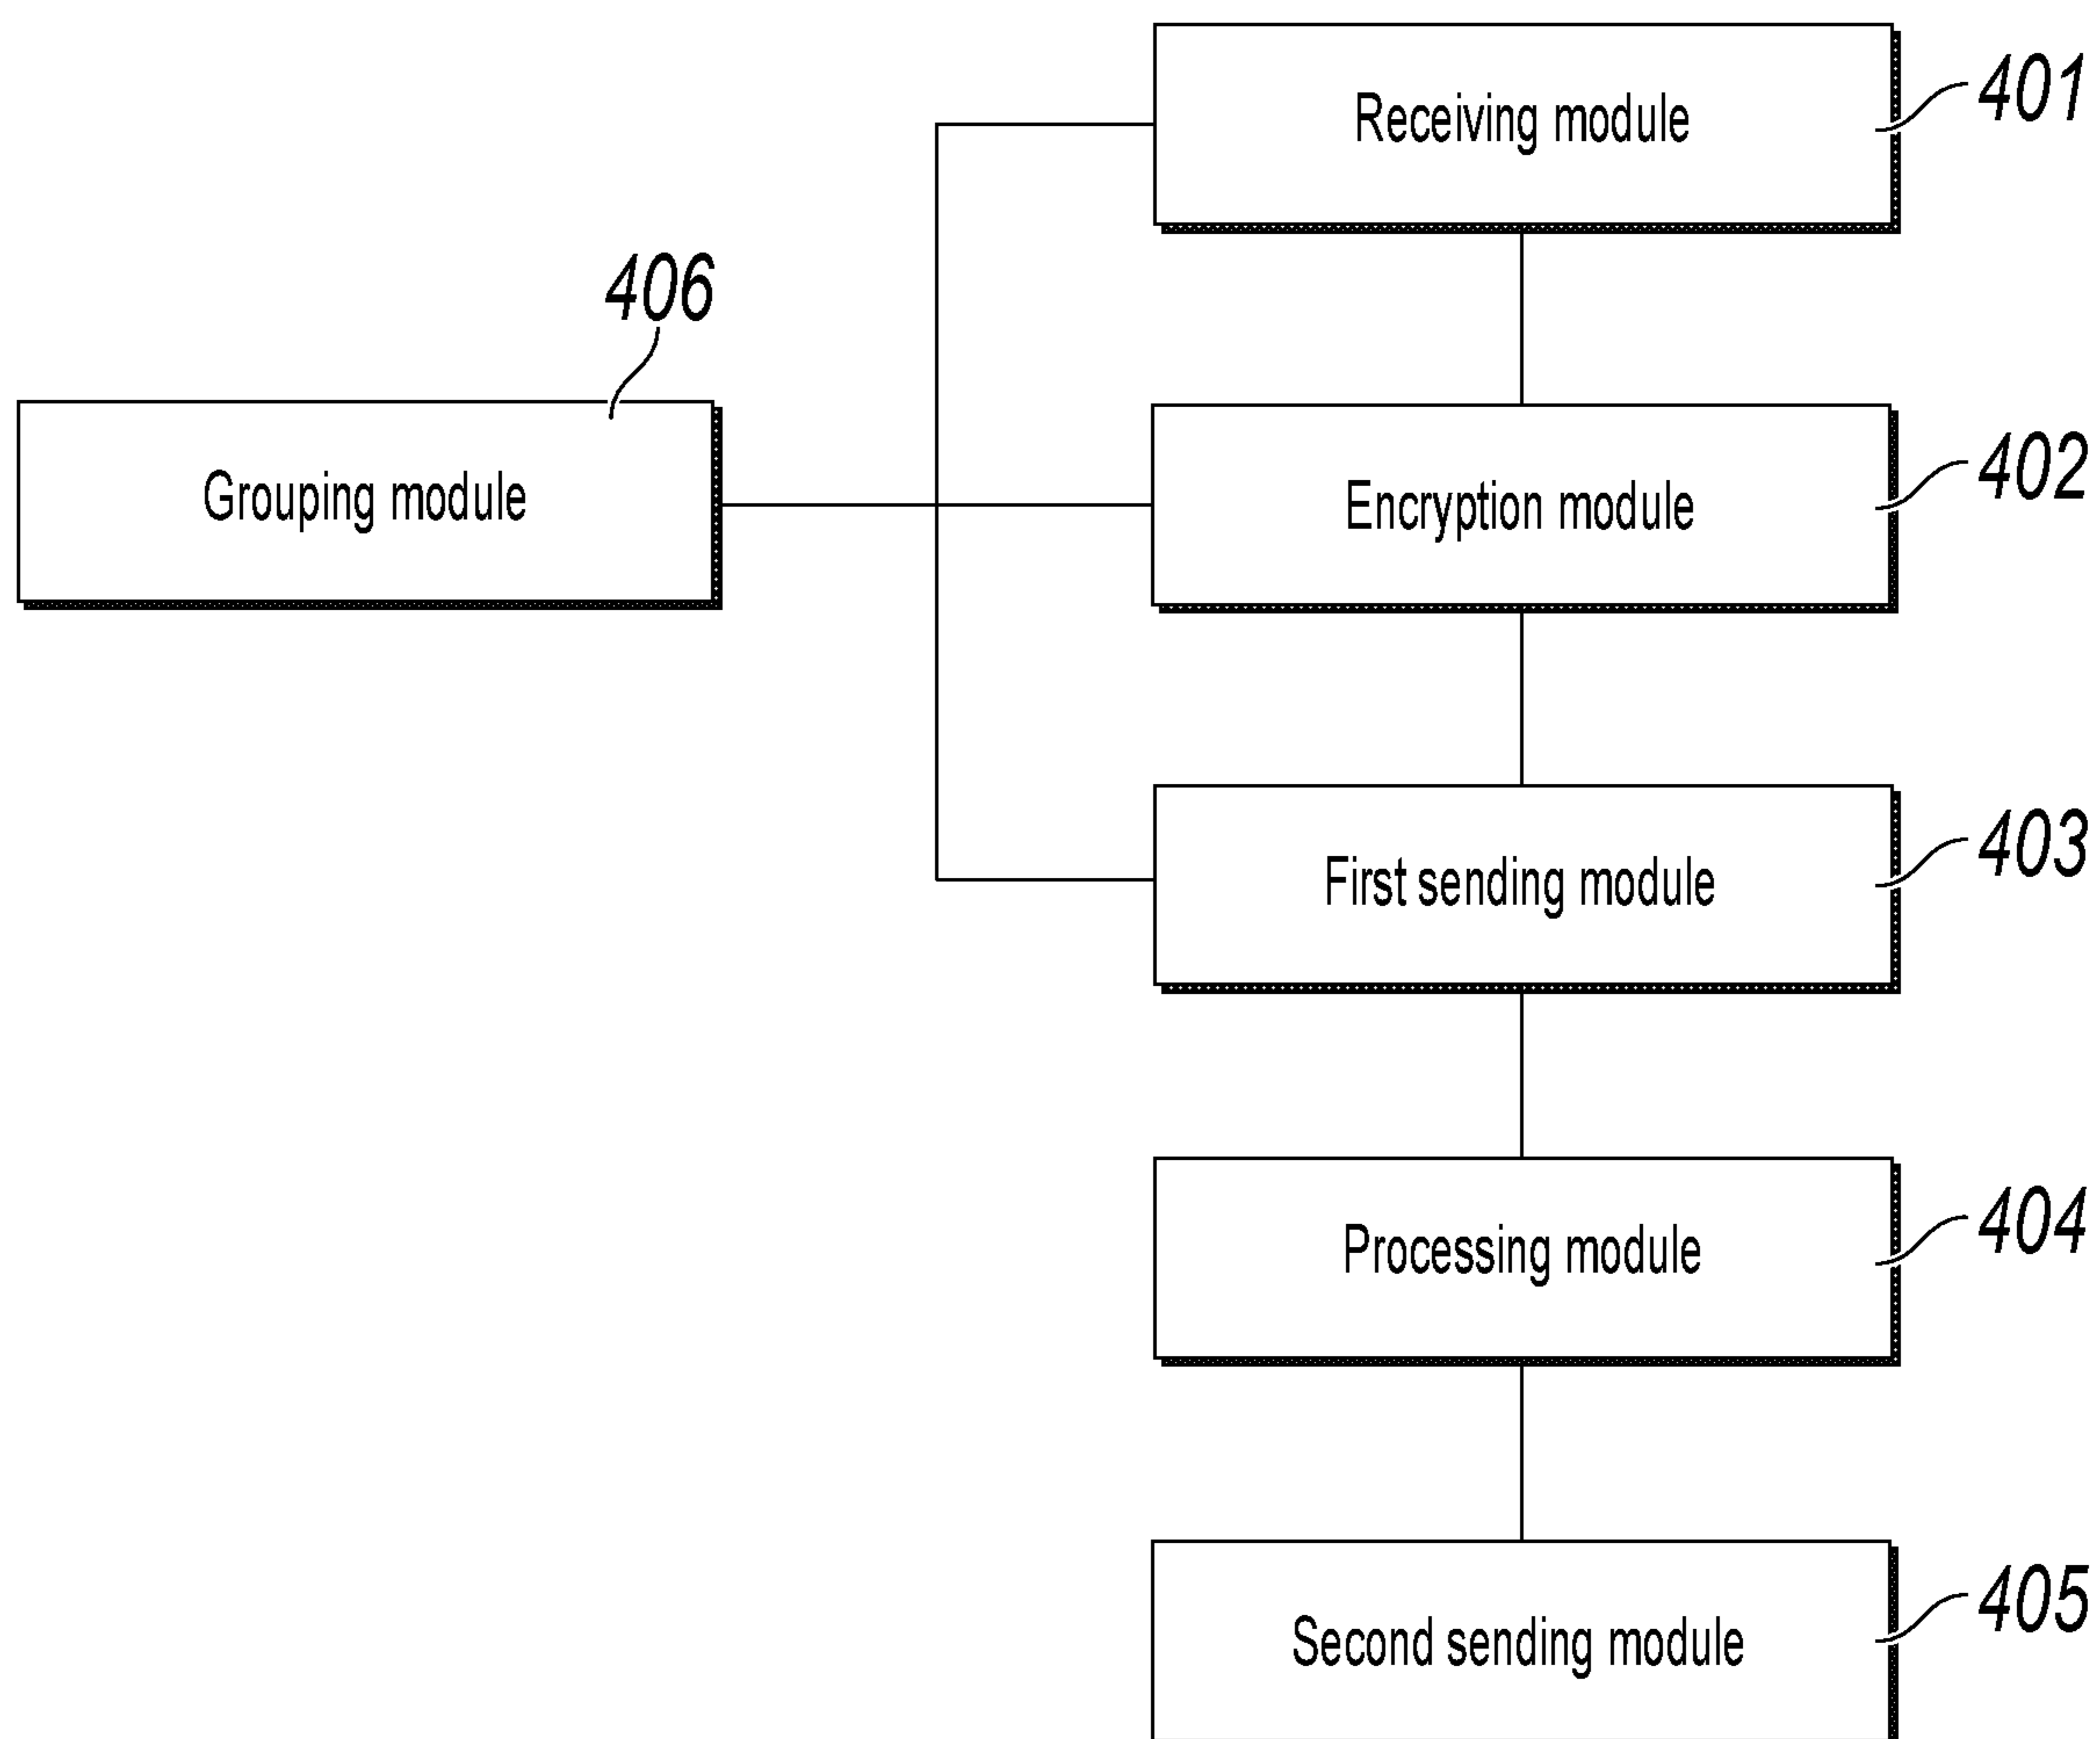 Receiving module
401
406
Grouping module
Encryption module
402
First sending module
403
Processing module
404
Second sending module
405